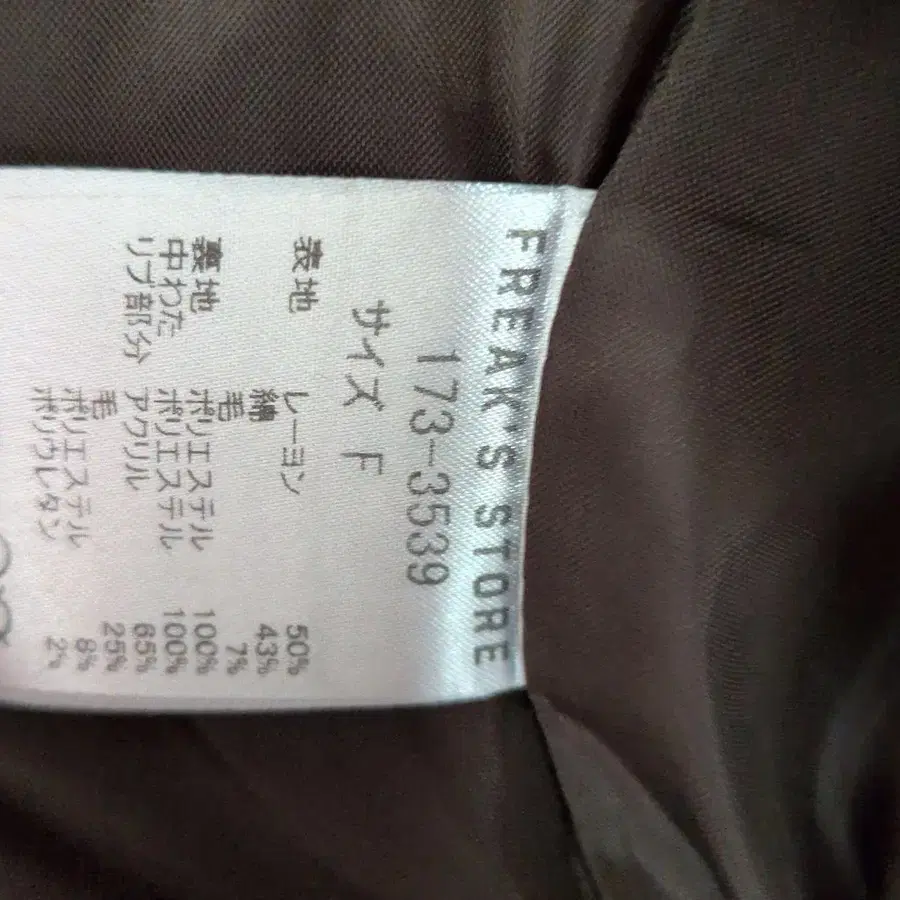 FREAK'S STORE
173-3539
サイズ F
表地 レーヨン 50%
綿 43%
毛 7%
裏地 ポリエステル 100%
中わた ポリエステル 100%
リブ部分 アクリル 65%
毛 25%
ポリエステル 8%
ポリウレタン 2%